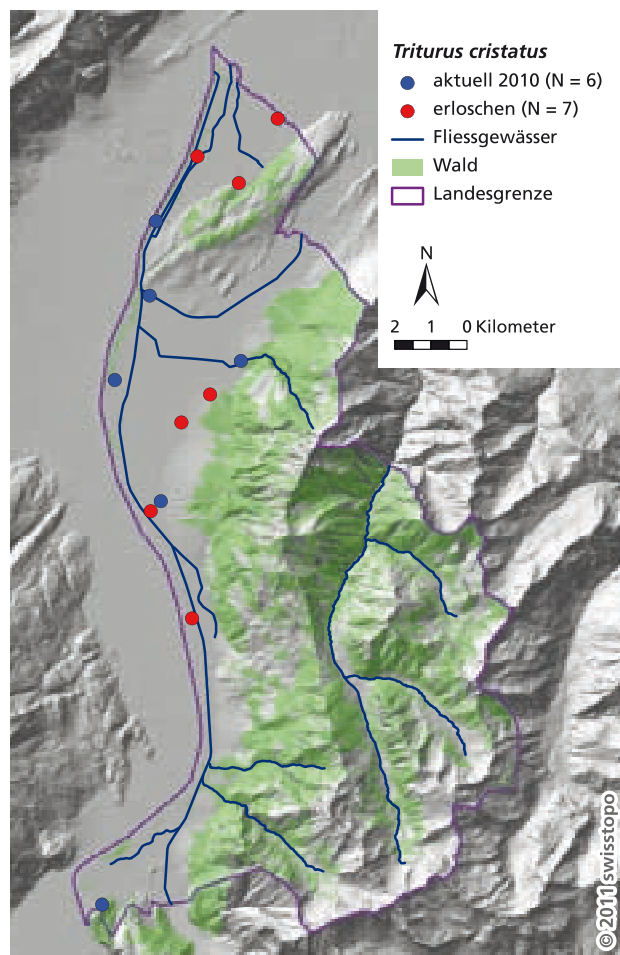 Triturus cristatus
aktuell 2010 (N = 6)
erloschen (N = 7)
Fliessgewässer
Wald
Landesgrenze
N
2 1 0 Kilometer
© 2011 swisstopo